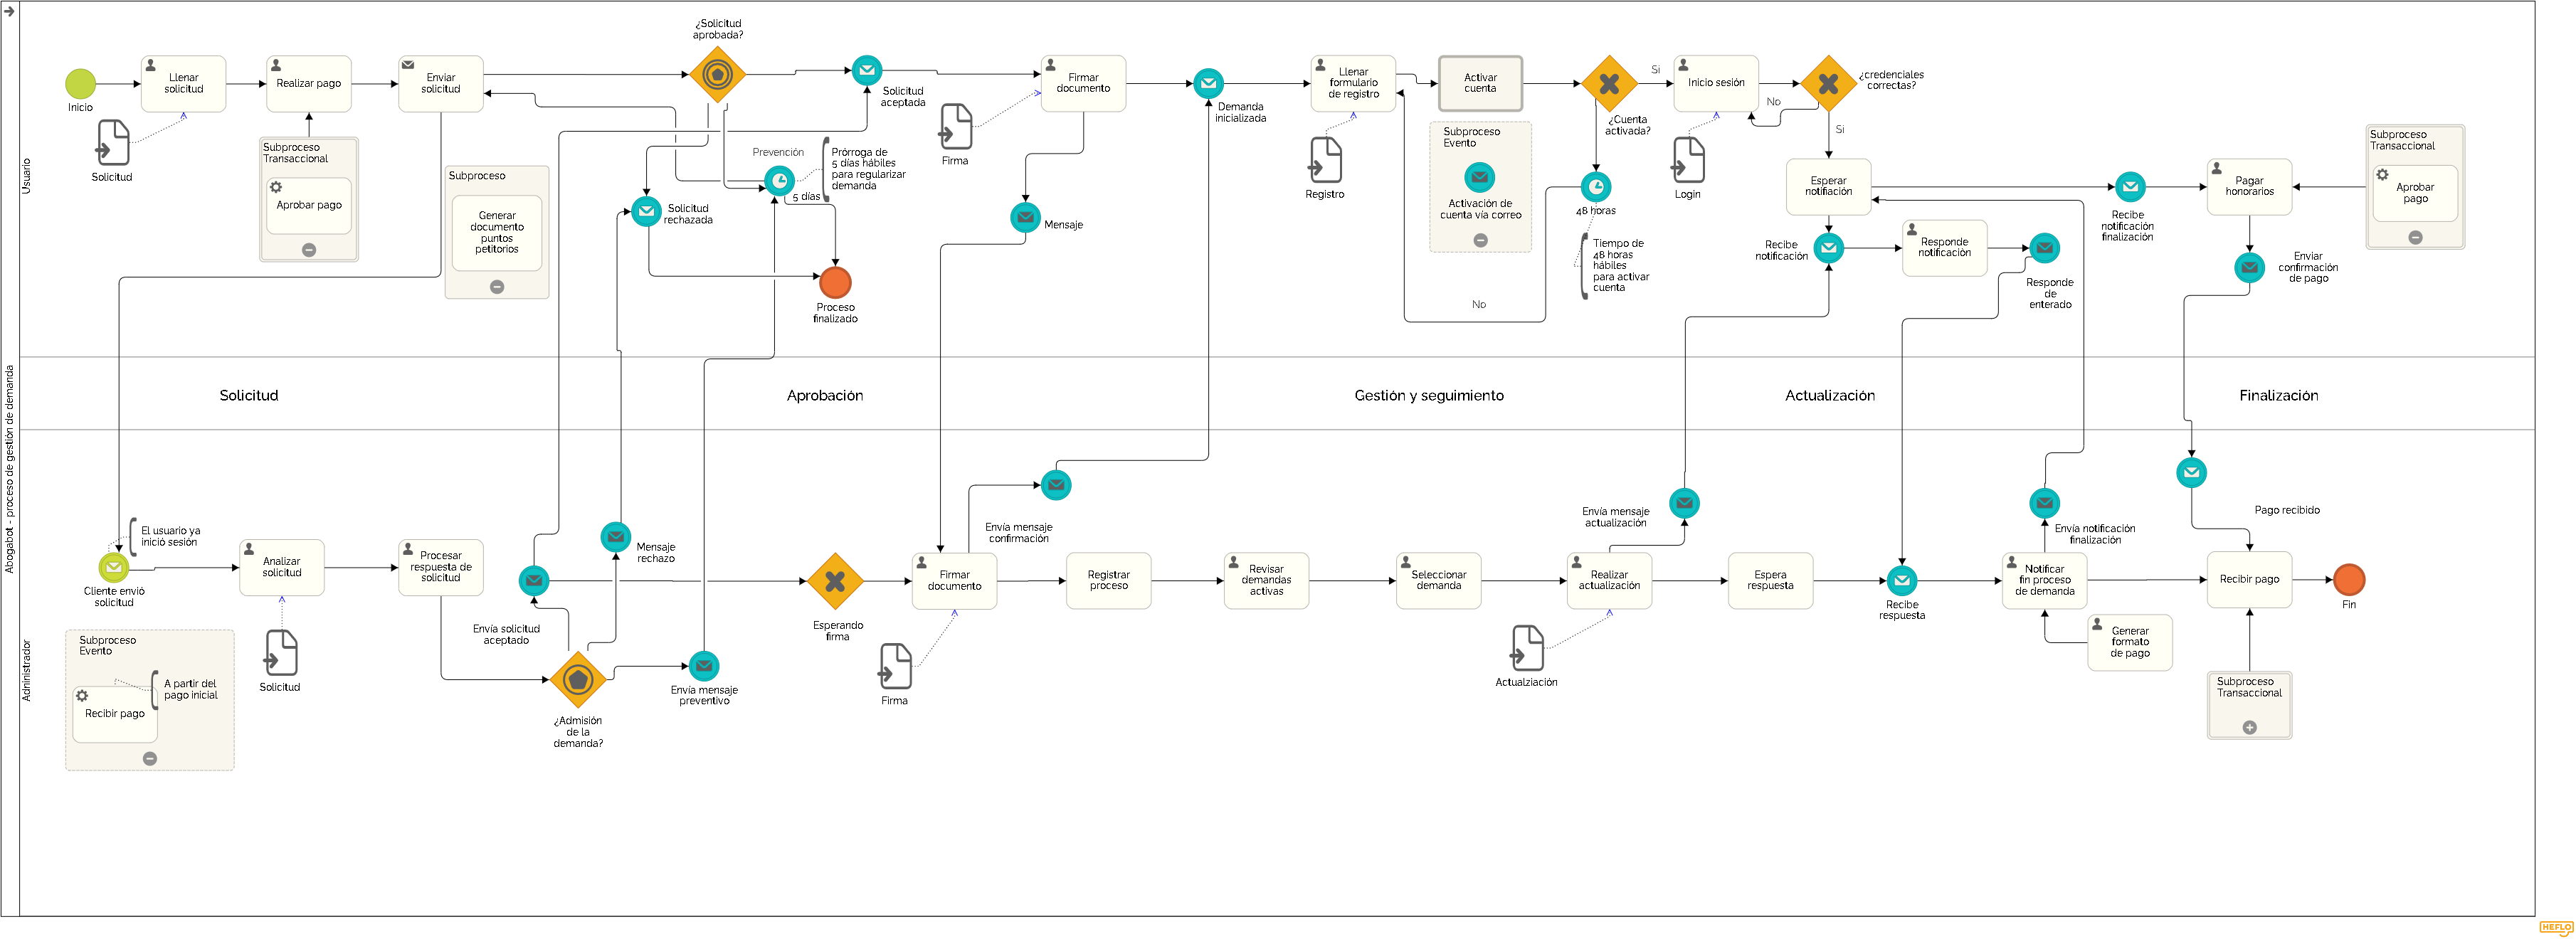 Abogabot - proceso de gestión de demanda
Usuario
Inicio
Llenar
solicitud
Solicitud
Realizar pago
Subproceso
Transaccional
Aprobar pago
Enviar
solicitud
Subproceso
Generar
documento
puntos
petitorios
¿Solicitud
aprobada?
Solicitud
rechazada
Prevención
5 días
Prórroga de
5 días hábiles
para regularizar
demanda
Proceso
finalizado
Solicitud
aceptada
Firma
Firmar
documento
Mensaje
Demanda
inicializada
Llenar
formulario
de registro
Registro
Activar
cuenta
Subproceso
Evento
Activación de
cuenta vía correo
No
¿Cuenta
activada?
48 horas
Tiempo de
48 horas
hábiles
para activar
cuenta
Si
Inicio sesión
Login
No
¿credenciales
correctas?
Si
Esperar
notifiación
Recibe
notificación
Responde
notificación
Responde
de
enterado
Recibe
notificación
finalización
Pagar
honorarios
Enviar
confirmación
de pago
Subproceso
Transaccional
Aprobar
pago
Solicitud
Aprobación
Gestión y seguimiento
Actualización
Finalización
Adninistrador
El usuario ya
inició sesión
Cliente envió
solicitud
Subproceso
Evento
A partir del
pago inicial
Recibir pago
Analizar
solicitud
Solicitud
Procesar
respuesta de
solicitud
Envía solicitud
aceptado
Mensaje
rechazo
¿Admisión
de la
demanda?
Envía mensaje
preventivo
Esperando
firma
Firmar
documento
Firma
Envía mensaje
confirmación
Registrar
proceso
Revisar
demandas
activas
Seleccionar
demanda
Realizar
actualización
Actualziación
Envía mensaje
actualización
Espera
respuesta
Recibe
respuesta
Notificar
fin proceso
de demanda
Envía notificación
finalización
Generar
formato
de pago
Pago recibido
Recibir pago
Subproceso
Transaccional
Fin
HEFLO